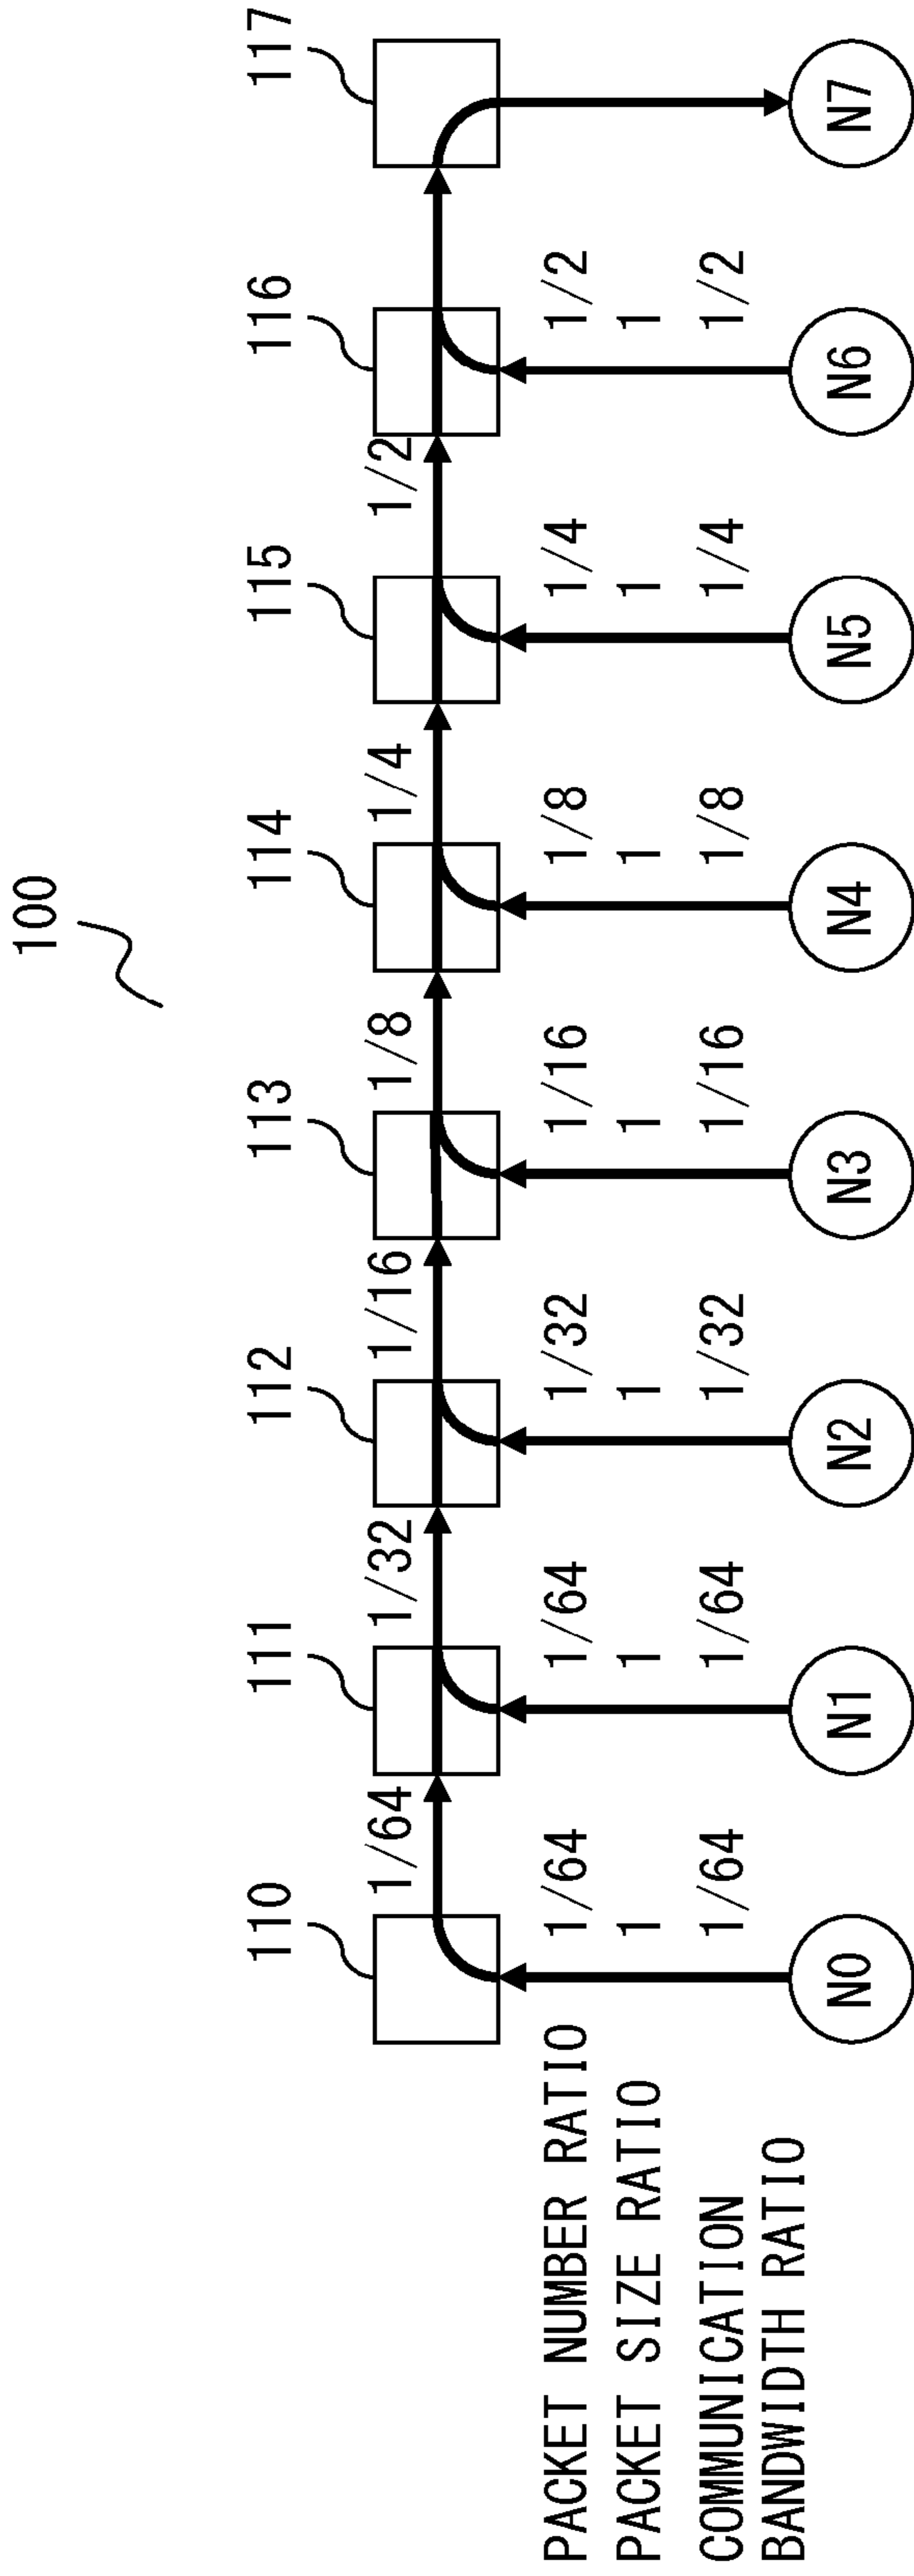 100
110 111 112 113 114 115 116 117
1/64 1/32 1/16 1/8 1/4 1/2
PACKET NUMBER RATIO 1/64 1/64 1/32 1/16 1/8 1/4 1/2
PACKET SIZE RATIO 1 1 1 1 1 1 1
COMMUNICATION
BANDWIDTH RATIO 1/64 1/64 1/32 1/16 1/8 1/4 1/2
N0 N1 N2 N3 N4 N5 N6 N7